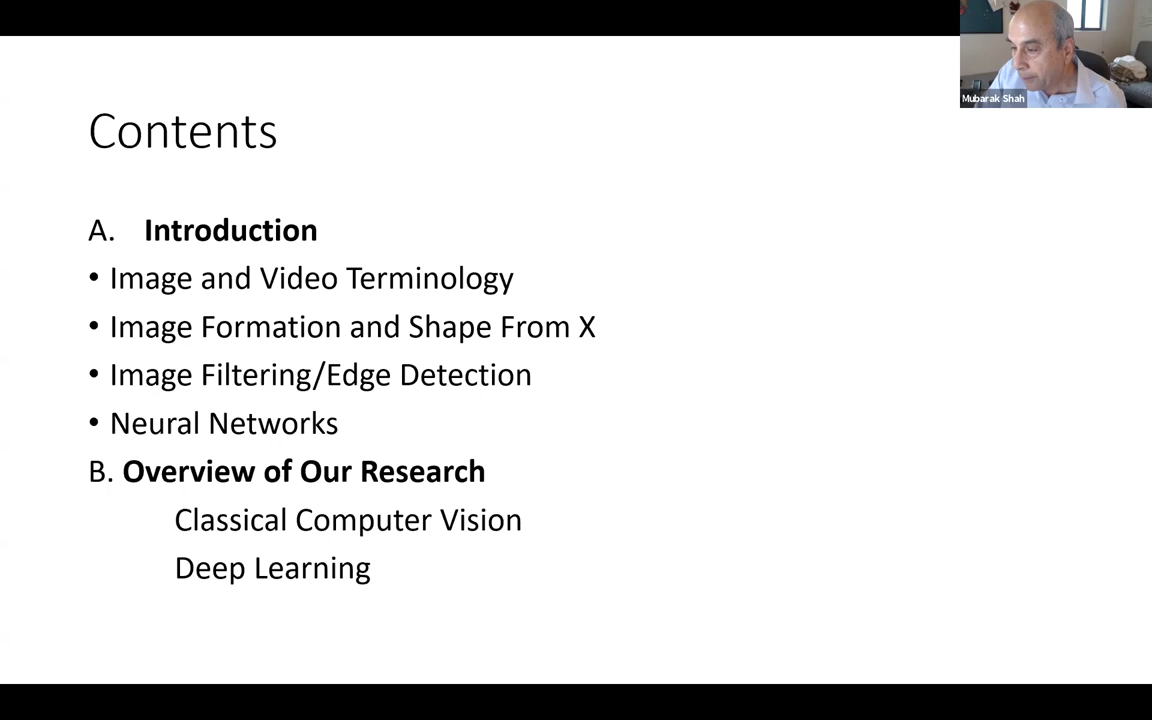 Mubarak Shah
Contents
A. Introduction
• Image and Video Terminology
• Image Formation and Shape From X
• Image Filtering/Edge Detection
• Neural Networks
B. Overview of Our Research
Classical Computer Vision
Deep Learning